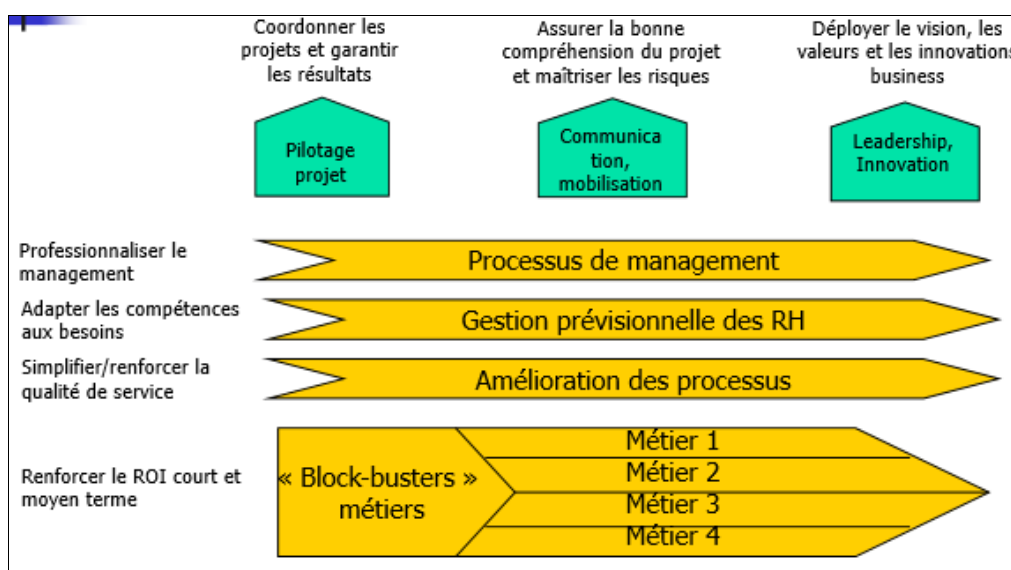 Coordonner les
projets et garantir
les résultats
Assurer la bonne
compréhension du projet
et maîtriser les risques
Déployer le vision, les
valeurs et les innovations
business
Pilotage
projet
Communica
tion,
mobilisation
Leadership,
Innovation
Professionnaliser le
management
Processus de management
Adapter les compétences
aux besoins
Gestion prévisionnelle des RH
Simplifier/renforcer la
qualité de service
Amélioration des processus
Renforcer le ROI court et
moyen terme
« Block-busters »
métiers
Métier 1
Métier 2
Métier 3
Métier 4